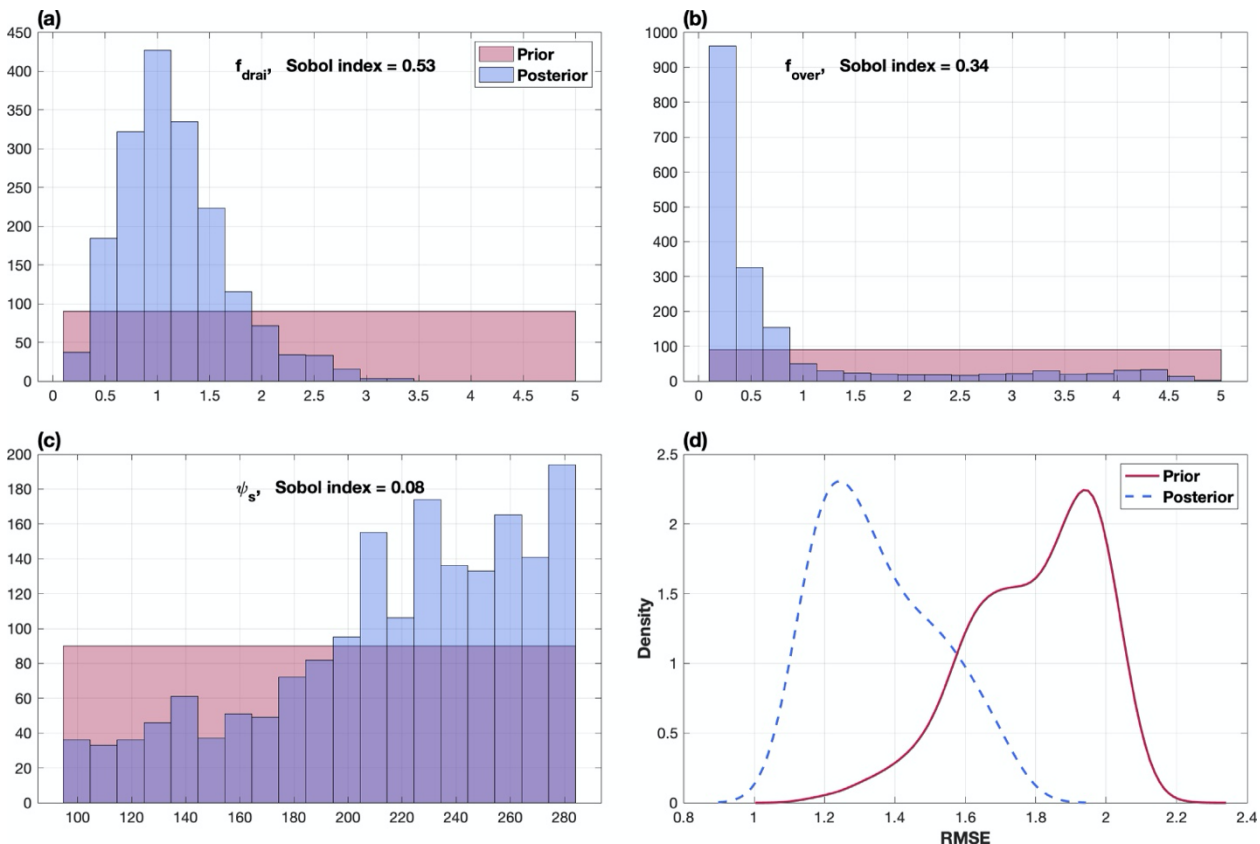 (a)
450
400
350
300
250
200
150
100
50
0
f_drai, Sobol index = 0.53
Prior
Posterior
0 0.5 1 1.5 2 2.5 3 3.5 4 4.5 5
(b)
1000
900
800
700
600
500
400
300
200
100
0
f_over, Sobol index = 0.34
0 0.5 1 1.5 2 2.5 3 3.5 4 4.5 5
(c)
200
180
160
140
120
100
80
60
40
20
0
ψ_s, Sobol index = 0.08
100 120 140 160 180 200 220 240 260 280
(d)
2.5
2
1.5
1
0.5
0
Density
Prior
Posterior
0.8 1 1.2 1.4 1.6 1.8 2 2.2 2.4
RMSE